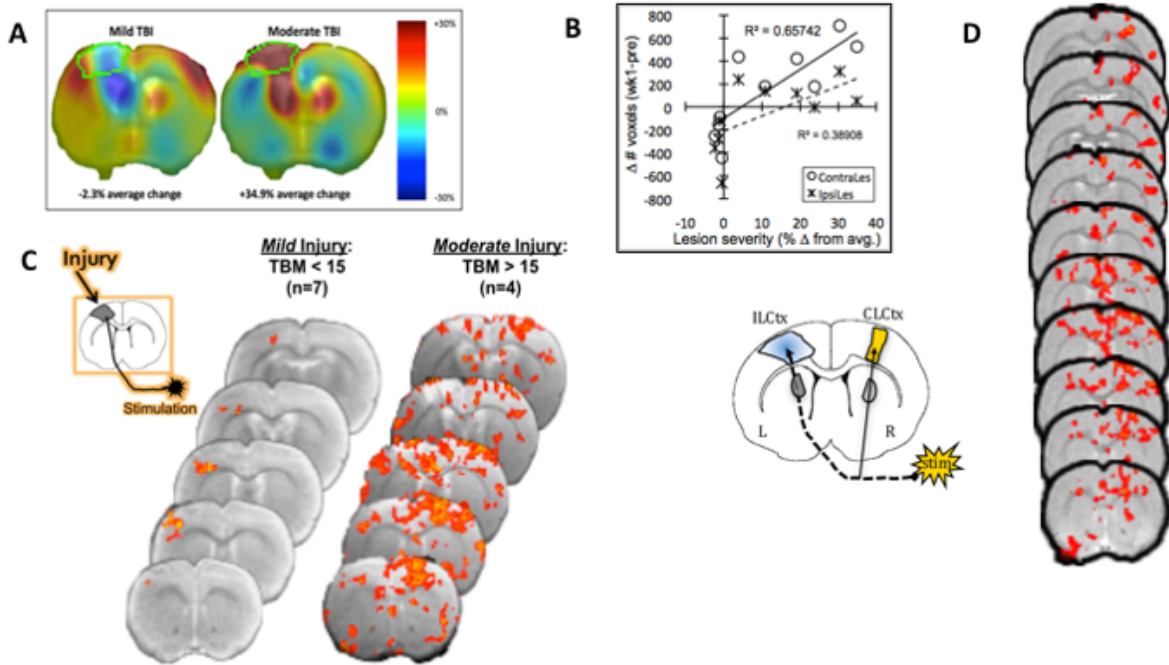 A
Mild TBI
Moderate TBI
+30%
0%
-30%
-2.3% average change
+34.9% average change
B
Δ # voxels (wk1-pre)
800
600
400
200
0
-200
-400
-600
-800
R² = 0.65742
R² = 0.38908
ContraLes
IpsiLes
-10 0 10 20 30 40
Lesion severity (% Δ from avg.)
C
Injury
Stimulation
Mild Injury:
TBM < 15
(n=7)
Moderate Injury:
TBM > 15
(n=4)
ILCtx
CLCtx
L
R
stim
D